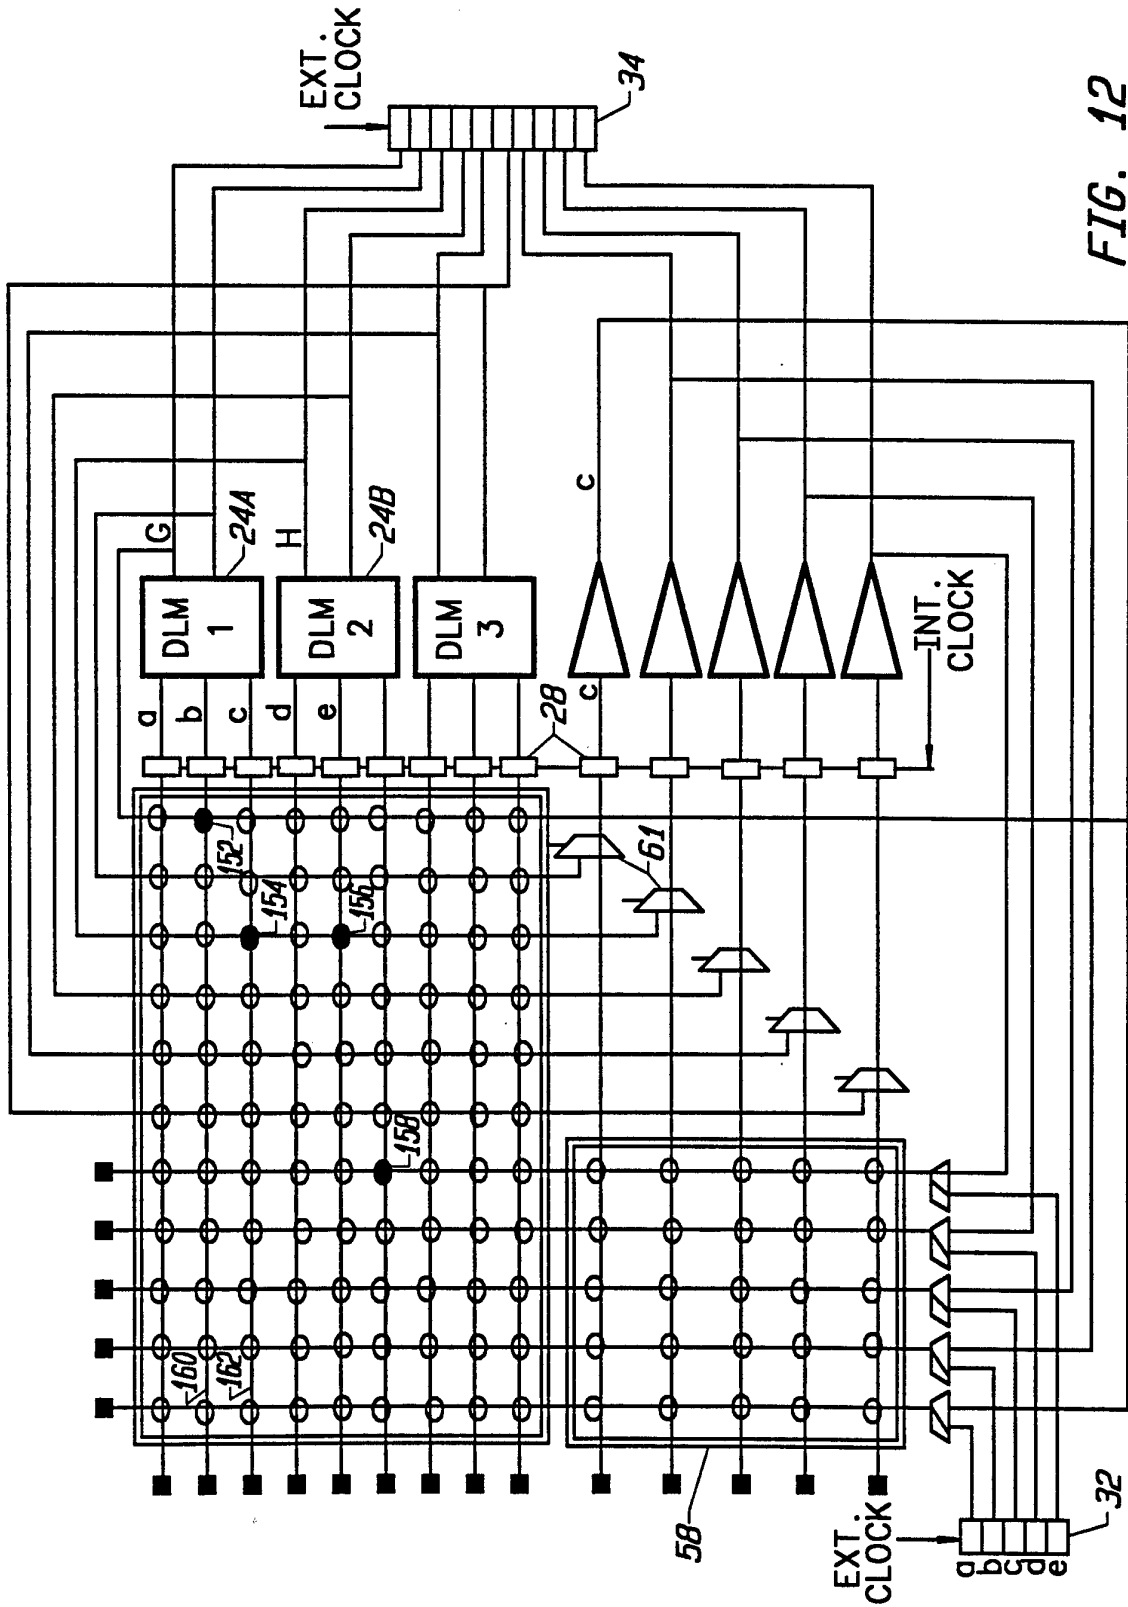 EXT.
CLOCK
34
G
24A
DLM
1
a
b
c
H
24B
DLM
2
d
e
DLM
3
c
c
28
INT.
CLOCK
61
152
154
156
158
160
162
58
EXT.
CLOCK
a
b
c
d
e
32
FIG. 12